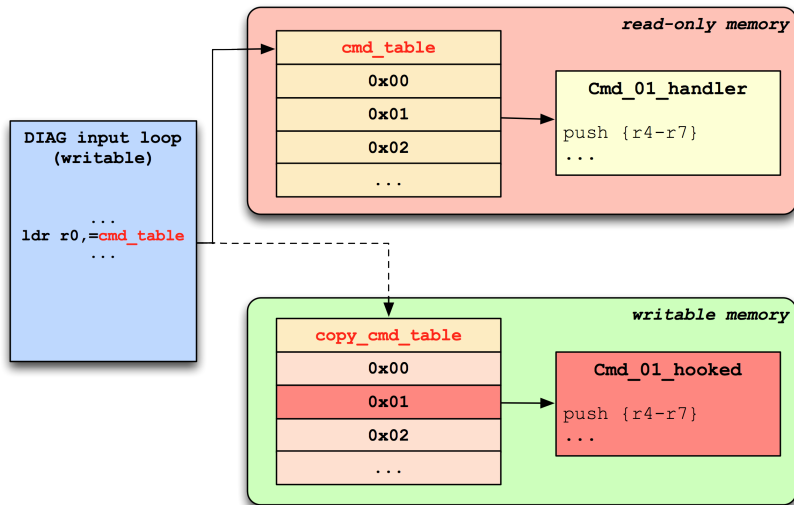 DIAG input loop
(writable)
...
ldr r0,=cmd_table
...
read-only memory
cmd_table
0x00
0x01
0x02
...
Cmd_01_handler
push {r4-r7}
...
writable memory
copy_cmd_table
0x00
0x01
0x02
...
Cmd_01_hooked
push {r4-r7}
...